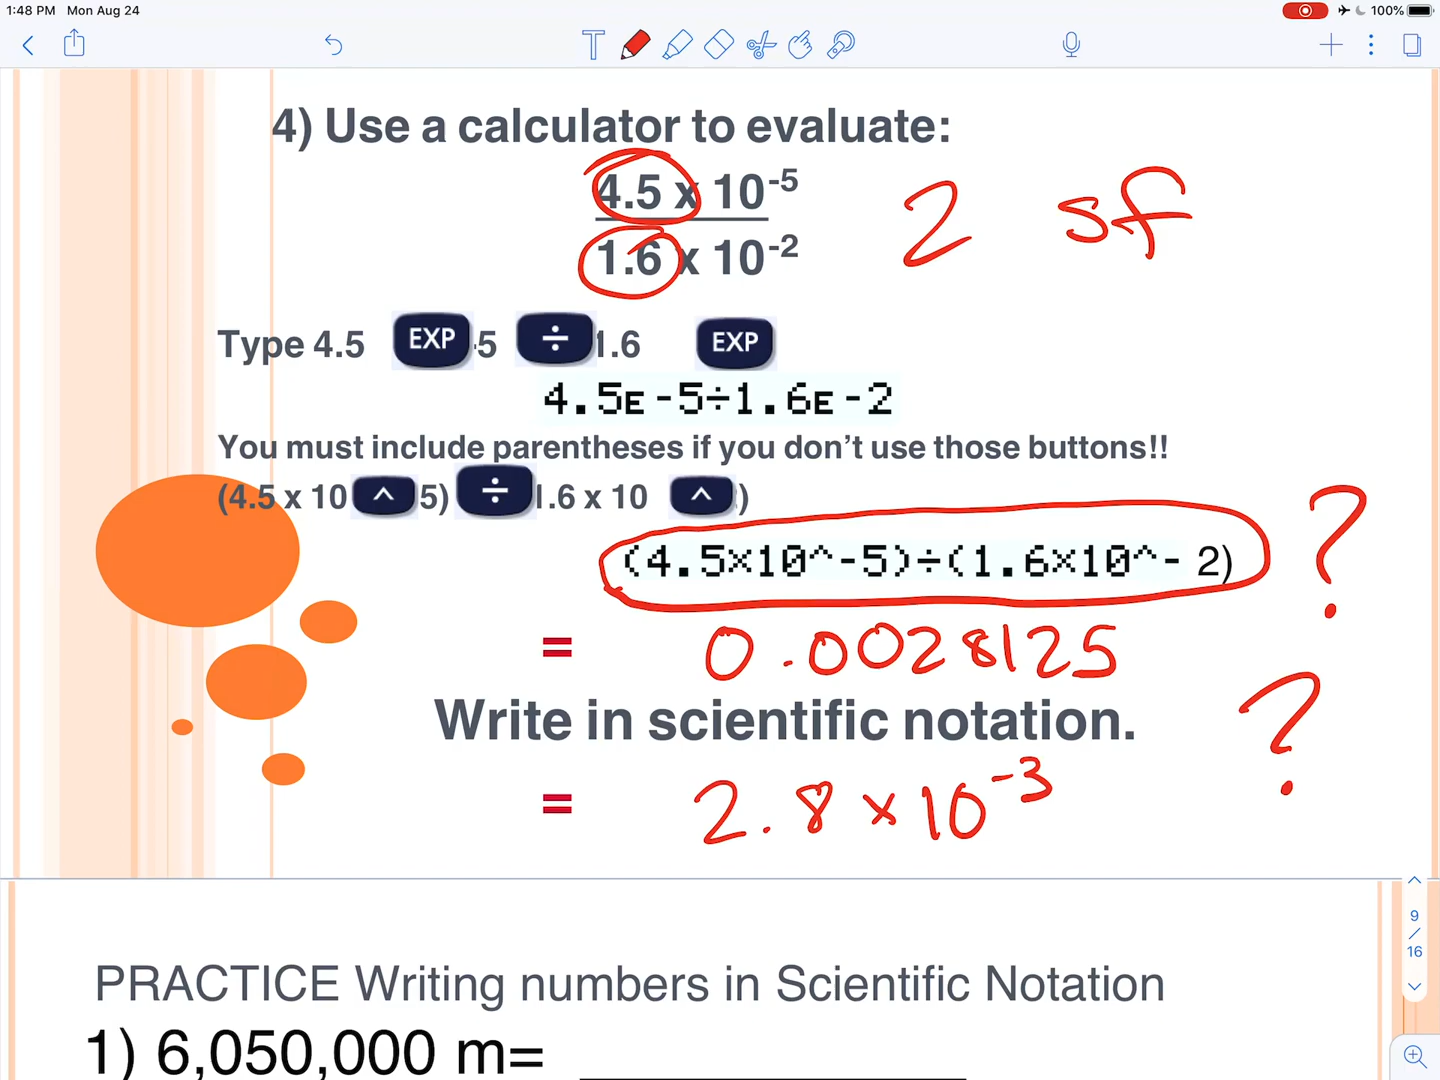 1:48 PM Mon Aug 24
100%
4) Use a calculator to evaluate:
4.5 x 10-5
1.6 x 10-2
2 sf
Type 4.5 EXP -5 ÷ 1.6 EXP
4.5E-5÷1.6E-2
You must include parentheses if you don’t use those buttons!!
(4.5 x 10 ^ 5) ÷ 1.6 x 10 ^ )
(4.5×10^-5)÷(1.6×10^- 2)
?
= 0.0028125
Write in scientific notation.
?
= 2.8 × 10-3
9
/
16
PRACTICE Writing numbers in Scientific Notation
1) 6,050,000 m=